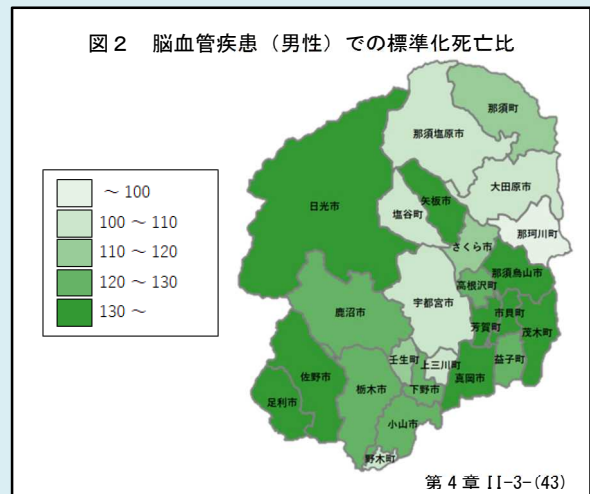 図２　脳血管疾患（男性）での標準化死亡比
～ 100
100 ～ 110
110 ～ 120
120 ～ 130
130 ～
那須町
那須塩原市
大田原市
日光市
矢板市
塩谷町
那珂川町
さくら市
那須烏山市
高根沢町
宇都宮市
鹿沼市
市貝町
茂木町
芳賀町
壬生町
上三川町
益子町
佐野市
真岡市
栃木市
下野市
足利市
小山市
野木町
第４章 II-3-(43)